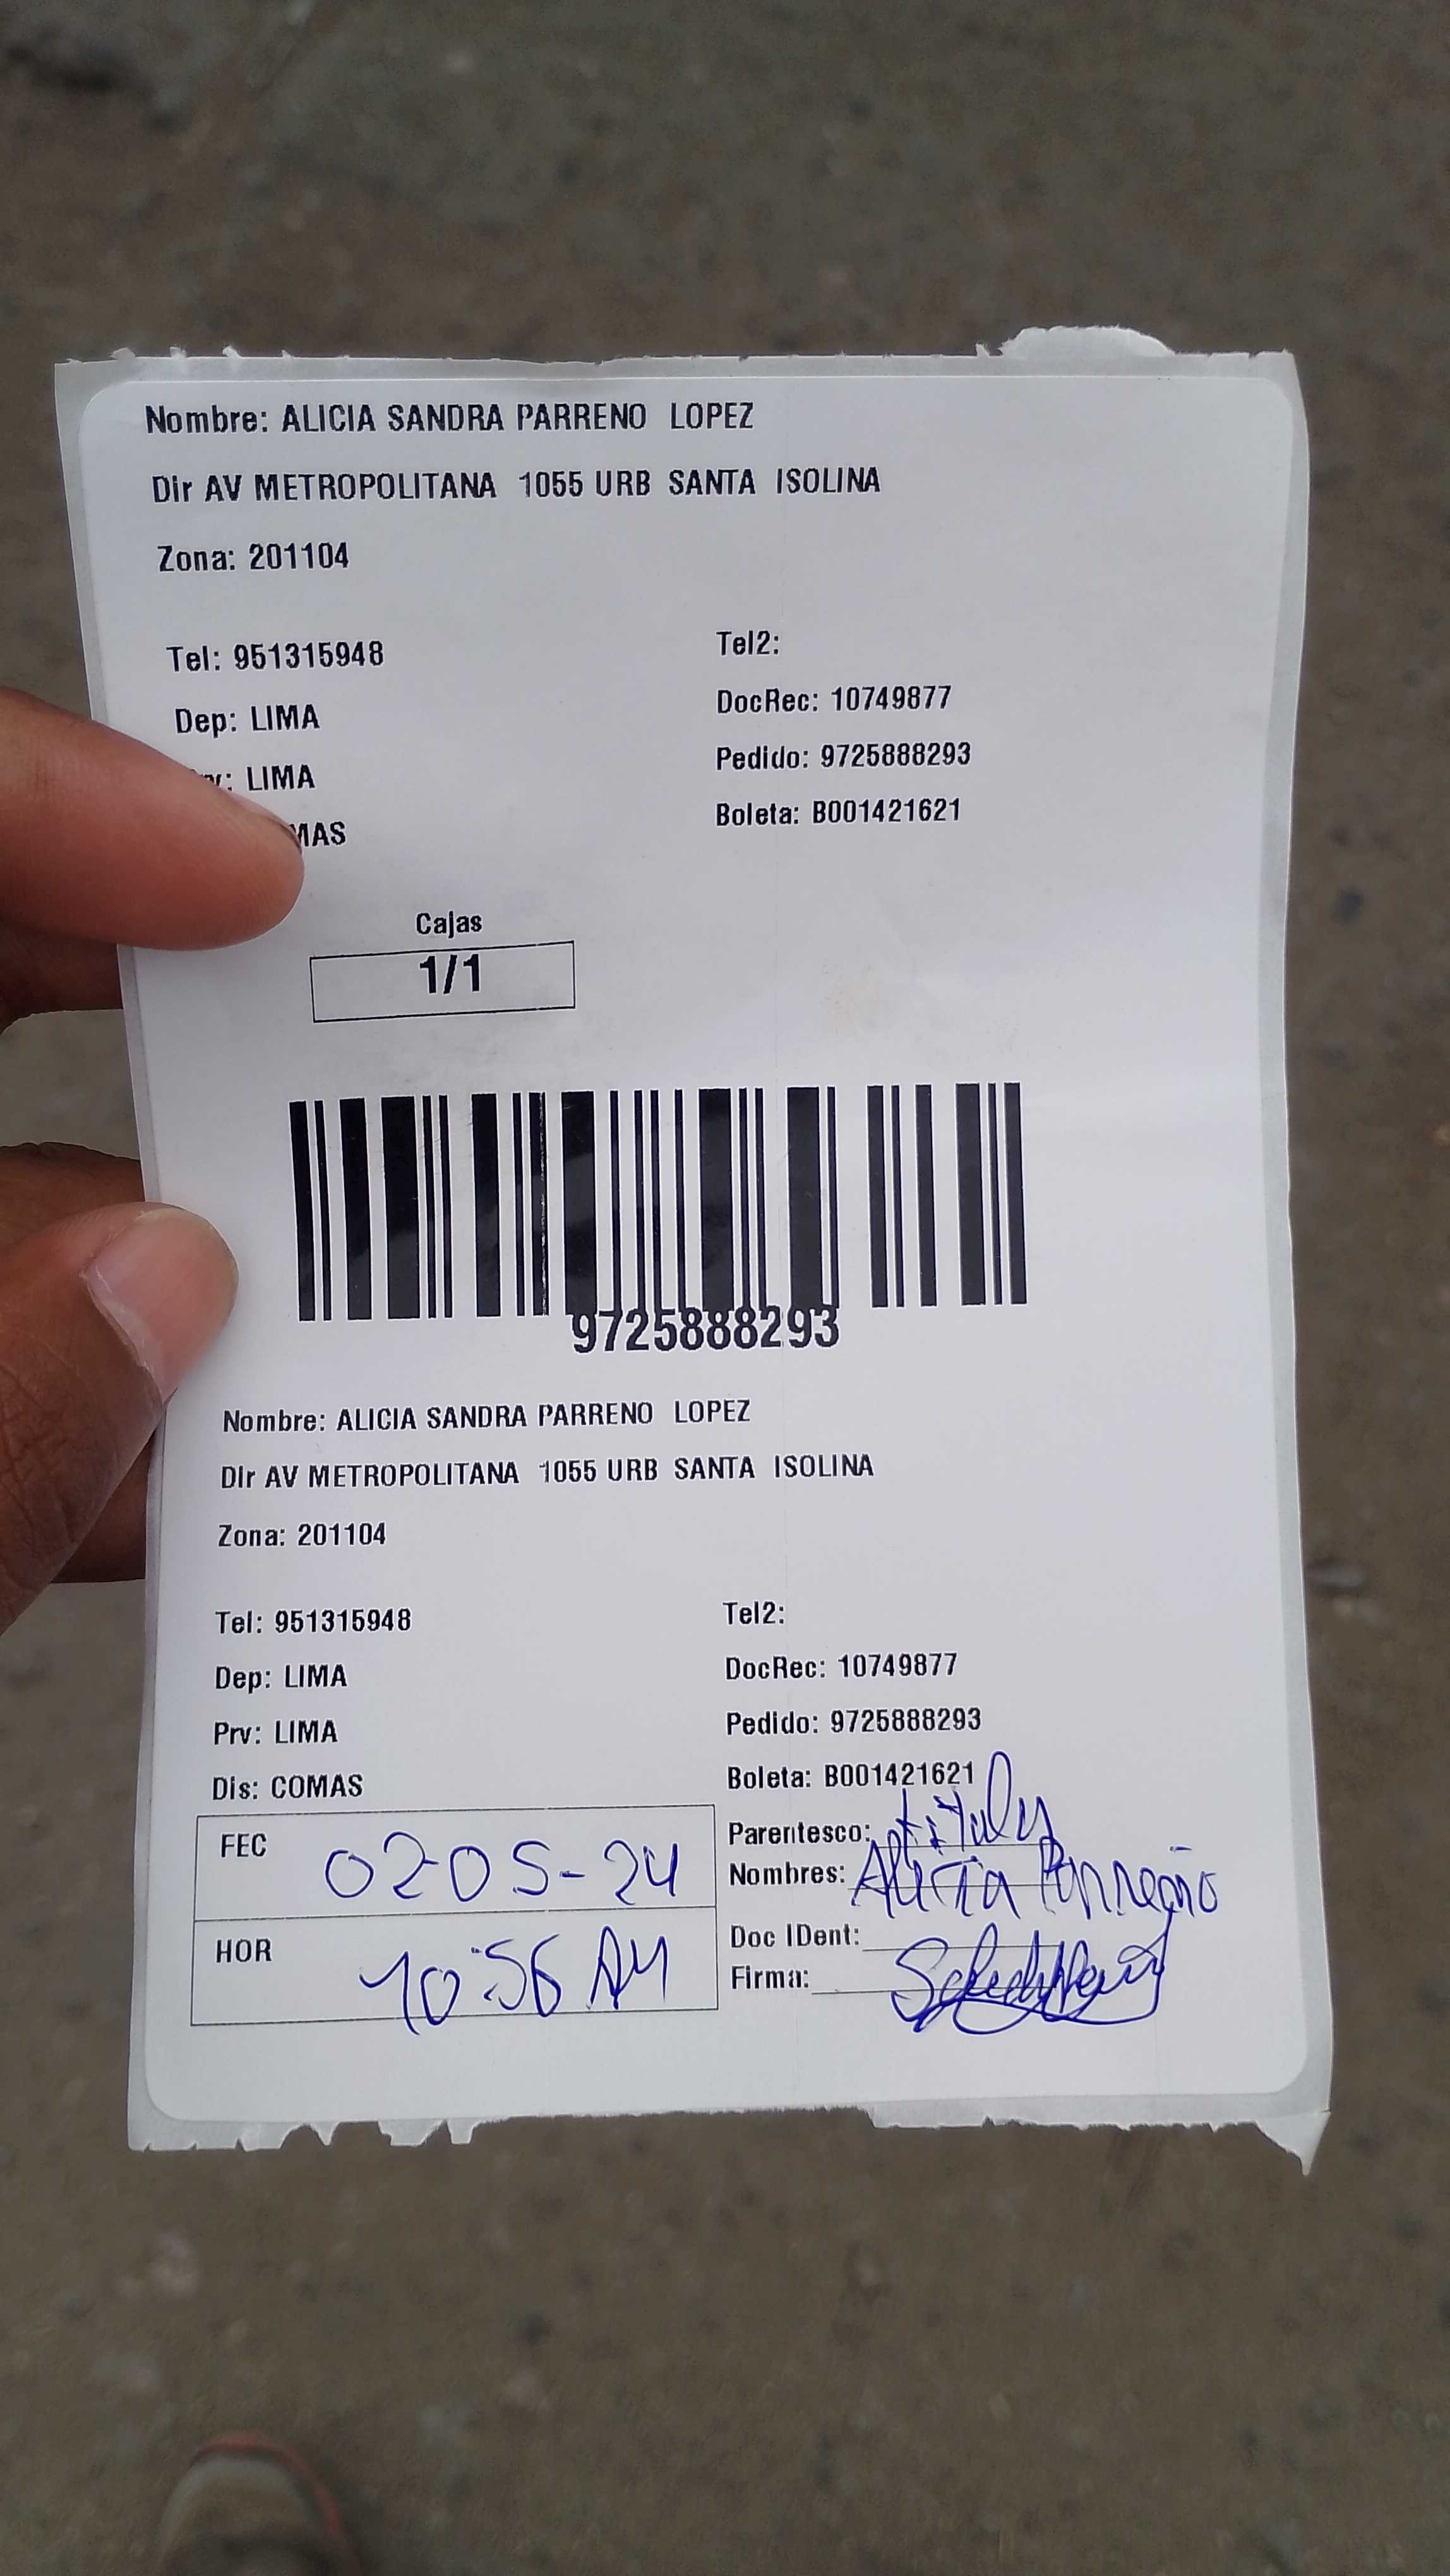 Nombre: ALICIA SANDRA PARRENO LOPEZ
Dir AV METROPOLITANA 1055 URB SANTA ISOLINA
Zona: 201104
Tel: 951315948
Tel2:
Dep: LIMA
DocRec: 10749877
LIMA
Pedido: 9725888293
MAS
Boleta: B001421621
Cajas
1/1
9725888293
Nombre: ALICIA SANDRA PARRENO LOPEZ
Dir AV METROPOLITANA 1055 URB SANTA ISOLINA
Zona: 201104
Tel: 951315948
Tel2:
Dep: LIMA
DocRec: 10749877
Prv: LIMA
Pedido: 9725888293
Dis: COMAS
Boleta: B001421621
FEC 02-05-24
HOR 10:56 AM
Parentesco:
Nombres: Alicia Parreño
Doc IDent:
Firma: